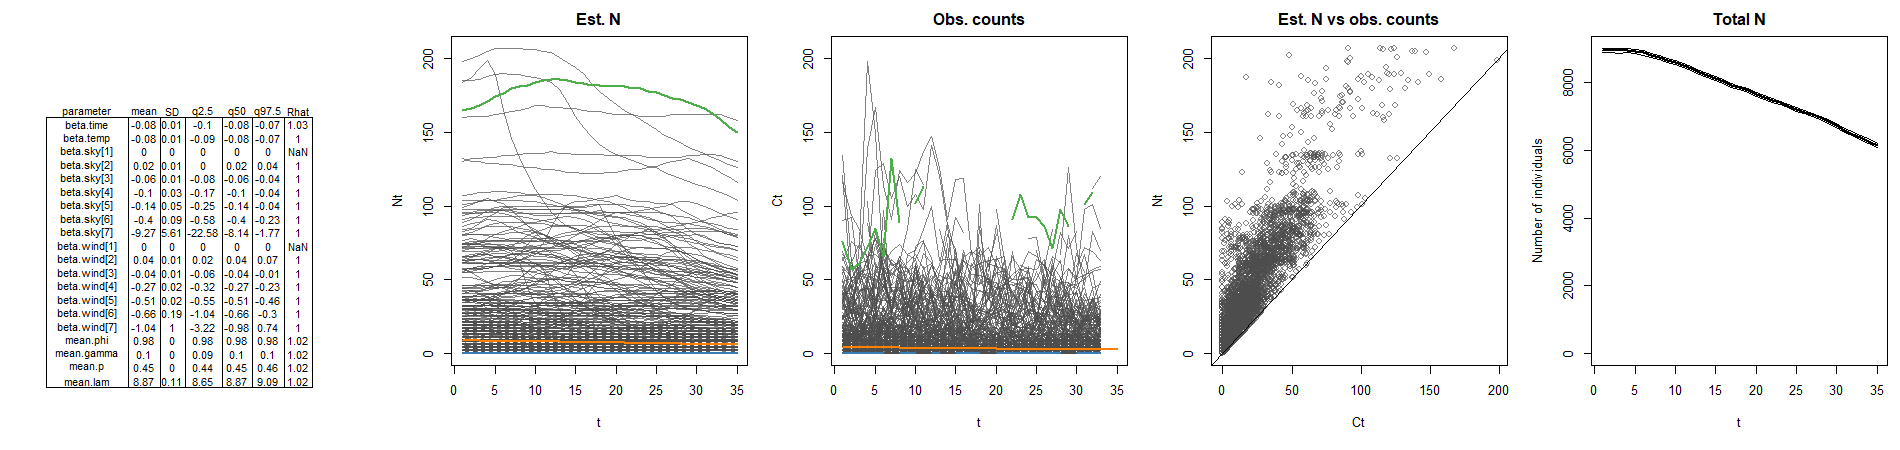 parameter mean SD q2.5 q50 q97.5 Rhat
beta.time -0.08 0.01 -0.1 -0.08 -0.07 1.03
beta.temp -0.08 0.01 -0.09 -0.08 -0.07 1
beta.sky[1] 0 0 0 0 0 NaN
beta.sky[2] 0.02 0.01 0 0.02 0.04 1
beta.sky[3] -0.06 0.01 -0.08 -0.06 -0.04 1
beta.sky[4] -0.1 0.03 -0.17 -0.1 -0.04 1
beta.sky[5] -0.14 0.05 -0.25 -0.14 -0.04 1
beta.sky[6] -0.4 0.09 -0.58 -0.4 -0.23 1
beta.sky[7] -9.27 5.61 -22.58 -8.14 -1.77 1
beta.wind[1] 0 0 0 0 0 NaN
beta.wind[2] 0.04 0.01 0.02 0.04 0.07 1
beta.wind[3] -0.04 0.01 -0.06 -0.04 -0.01 1
beta.wind[4] -0.27 0.02 -0.32 -0.27 -0.23 1
beta.wind[5] -0.51 0.02 -0.55 -0.51 -0.46 1
beta.wind[6] -0.66 0.19 -1.04 -0.66 -0.3 1
beta.wind[7] -1.04 1 -3.22 -0.98 0.74 1
mean.phi 0.98 0 0.98 0.98 0.98 1.02
mean.gamma 0.1 0 0.09 0.1 0.1 1.02
mean.p 0.45 0 0.44 0.45 0.46 1.02
mean.lam 8.87 0.11 8.65 8.87 9.09 1.02
Est. N
Nt
200
150
100
50
0
0 5 10 15 20 25 30 35
t
Obs. counts
Ct
200
150
100
50
0
0 5 10 15 20 25 30 35
t
Est. N vs obs. counts
Nt
200
150
100
50
0
0 50 100 150 200
Ct
Total N
Number of individuals
8000
6000
4000
2000
0
0 5 10 15 20 25 30 35
t